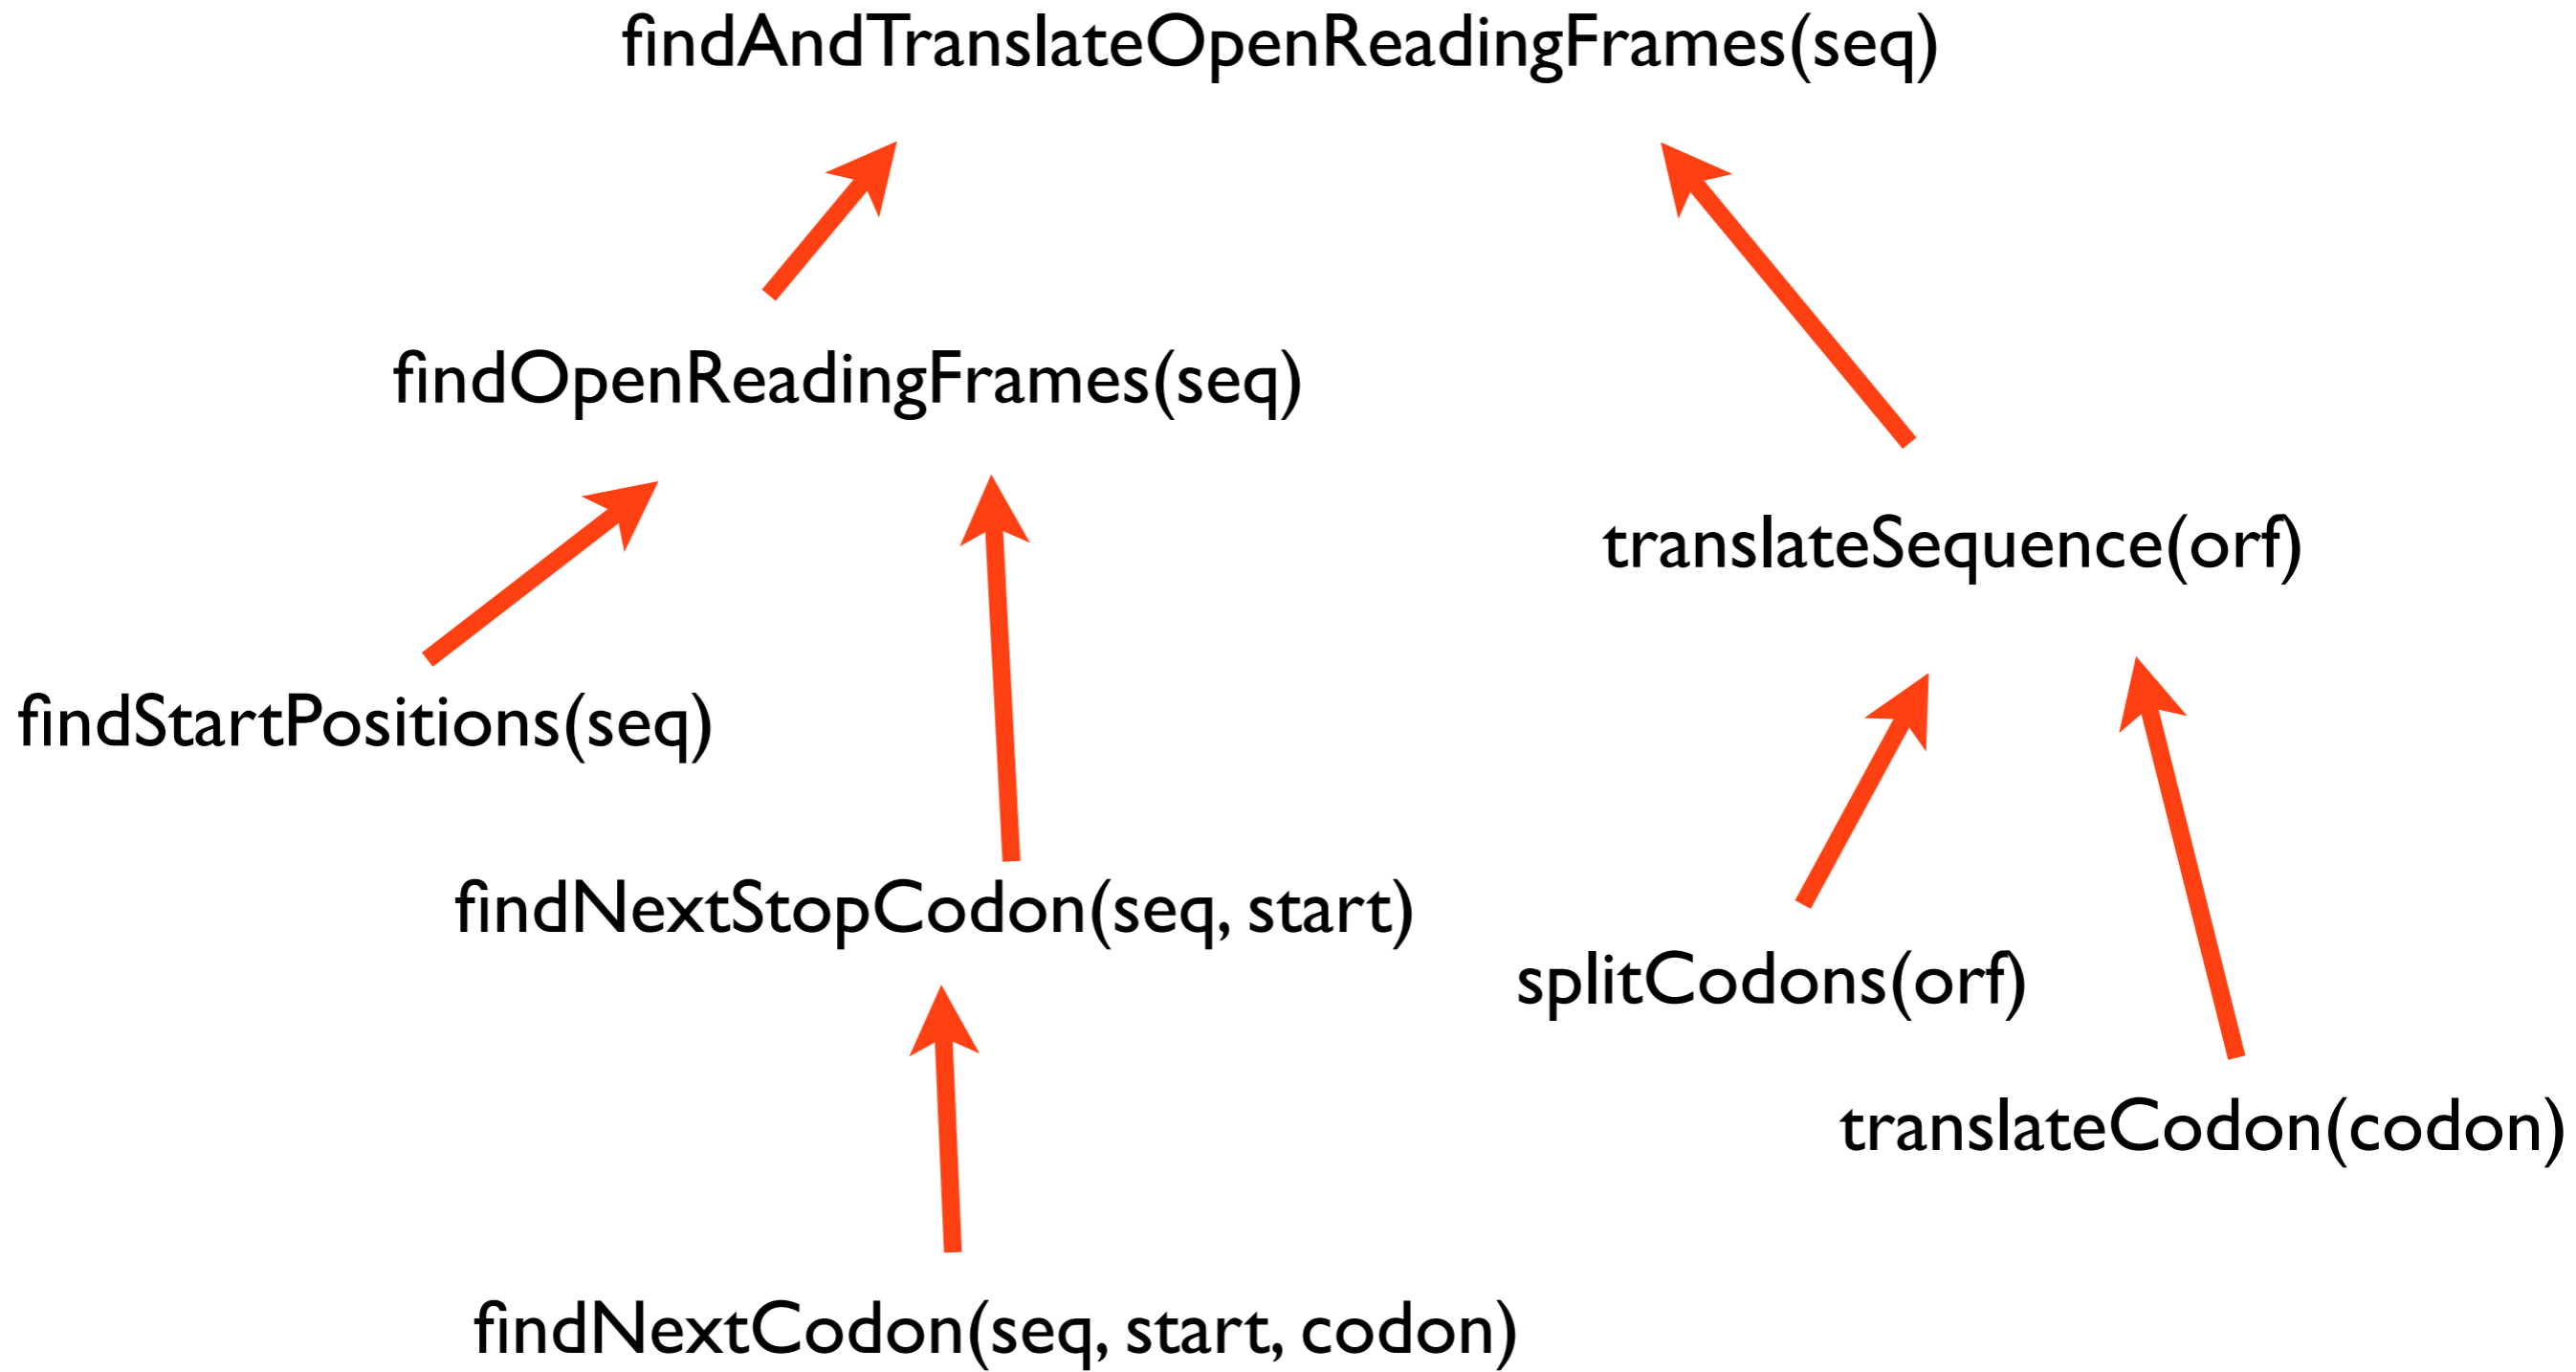 findAndTranslateOpenReadingFrames(seq)
findOpenReadingFrames(seq)
translateSequence(orf)
findStartPositions(seq)
findNextStopCodon(seq, start)
splitCodons(orf)
translateCodon(codon)
findNextCodon(seq, start, codon)